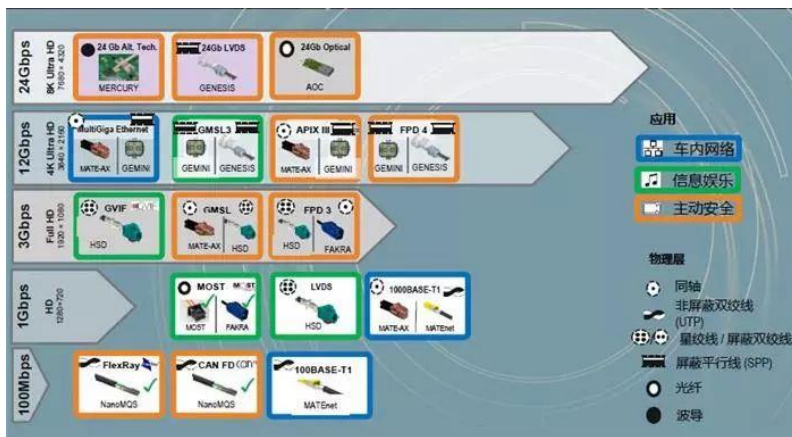 24Gbps
8K Ultra HD
7680 × 4320
24 Gb Alt. Tech.
MERCURY
24Gb LVDS
GENESIS
24Gb Optical
AOC
12Gbps
4K Ultra HD
3840 × 2160
MultiGiga Ethernet
MATE-AX GEMINI
GMSL3
GEMINI GENESIS
APIX III
MATE-AX GEMINI
FPD 4
GEMINI GENESIS
3Gbps
Full HD
1920 × 1080
GVIF
HSD
GMSL
MATE-AX HSD
FPD 3
HSD FAKRA
1Gbps
HD
1280×720
MOST MOST
MOST FAKRA
LVDS
HSD
1000BASE-T1
MATE-AX MATEnet
100Mbps
FlexRay
NanoMQS
CAN FD
NanoMQS
100BASE-T1
MATEnet
应用
车内网络
信息娱乐
主动安全
物理层
同轴
非屏蔽双绞线
(UTP)
星绞线 / 屏蔽双绞线
屏蔽平行线 (SPP)
光纤
波导